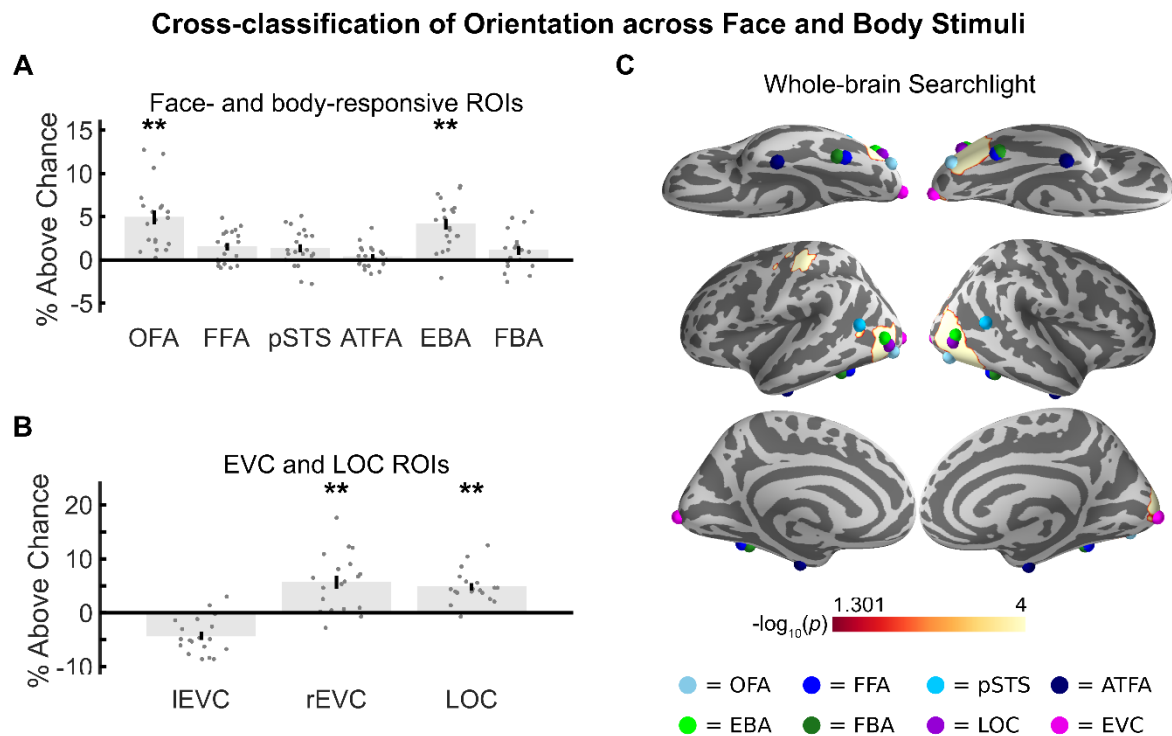 Cross-classification of Orientation across Face and Body Stimuli
A
Face- and body-responsive ROIs
** **
% Above Chance
15
10
5
0
-5
OFA FFA pSTS ATFA EBA FBA
B
EVC and LOC ROIs
** **
% Above Chance
20
10
0
-10
lEVC rEVC LOC
C
Whole-brain Searchlight
1.301 4
-log10(p)
= OFA = FFA = pSTS = ATFA
= EBA = FBA = LOC = EVC